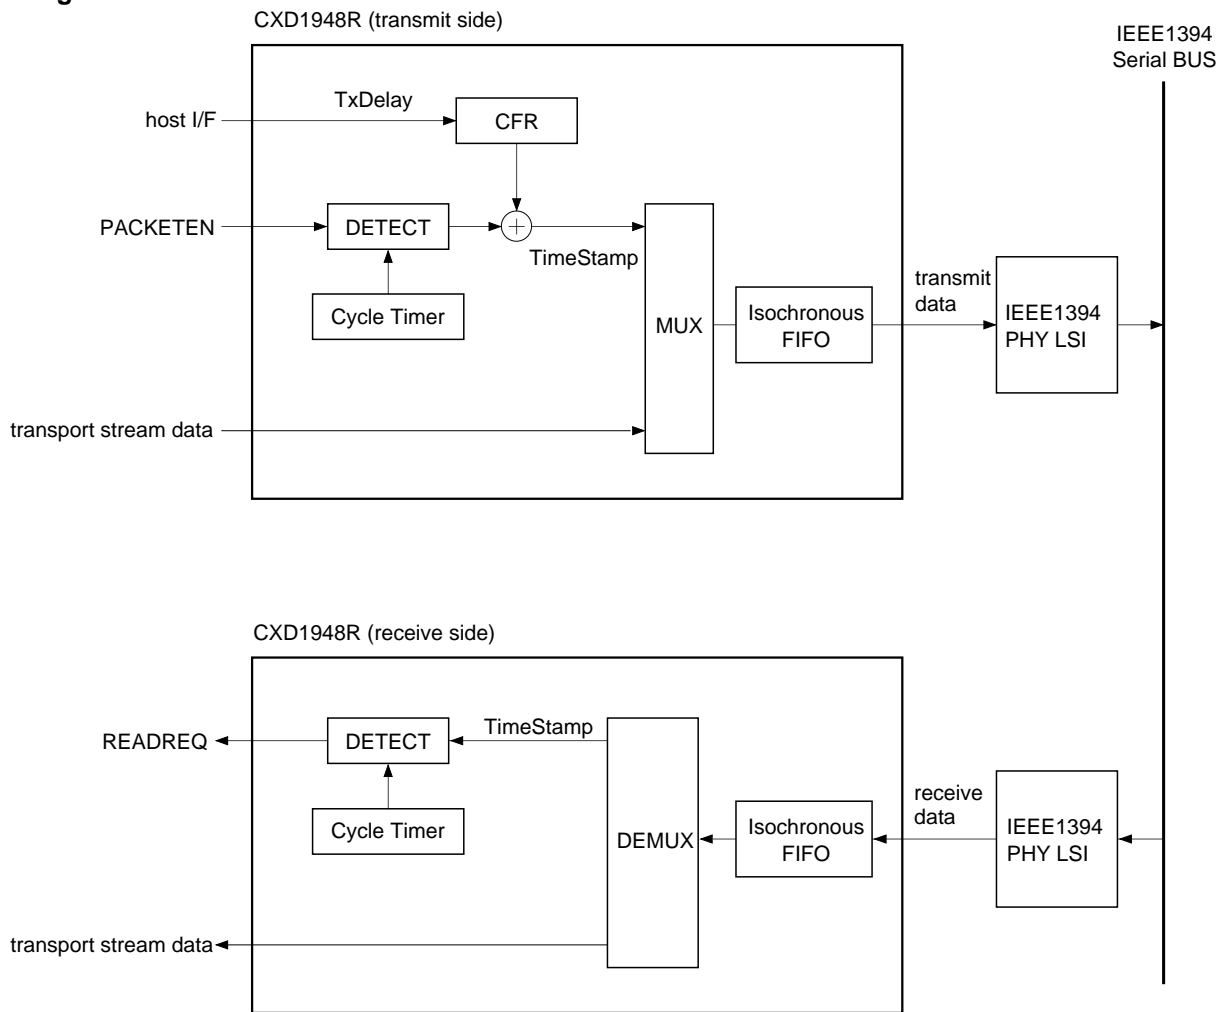 CXD1948R (transmit side)
IEEE1394
Serial BUS
TxDelay
host I/F
CFR
PACKETEN
DETECT
TimeStamp
Cycle Timer
MUX
Isochronous
FIFO
transmit
data
IEEE1394
PHY LSI
transport stream data
CXD1948R (receive side)
READREQ
DETECT
TimeStamp
Cycle Timer
DEMUX
Isochronous
FIFO
receive
data
IEEE1394
PHY LSI
transport stream data